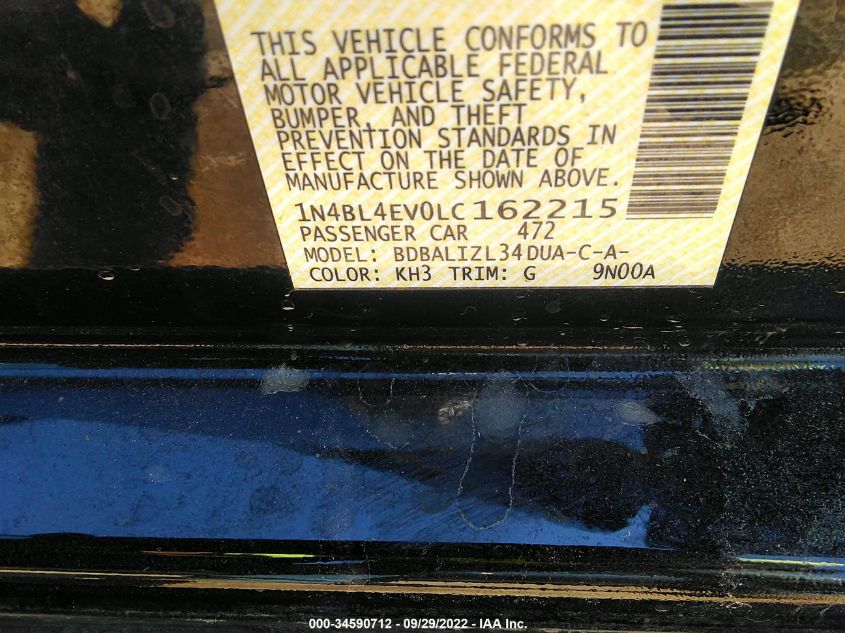 THIS VEHICLE CONFORMS TO
ALL APPLICABLE FEDERAL
MOTOR VEHICLE SAFETY,
BUMPER, AND THEFT
PREVENTION STANDARDS IN
EFFECT ON THE DATE OF
MANUFACTURE SHOWN ABOVE.
1N4BL4EV0LC162215
PASSENGER CAR 472
MODEL: BDBALIZL34DUA-C-A-
COLOR: KH3 TRIM: G 9N00A
000-34590712 - 09/29/2022 - IAA Inc.